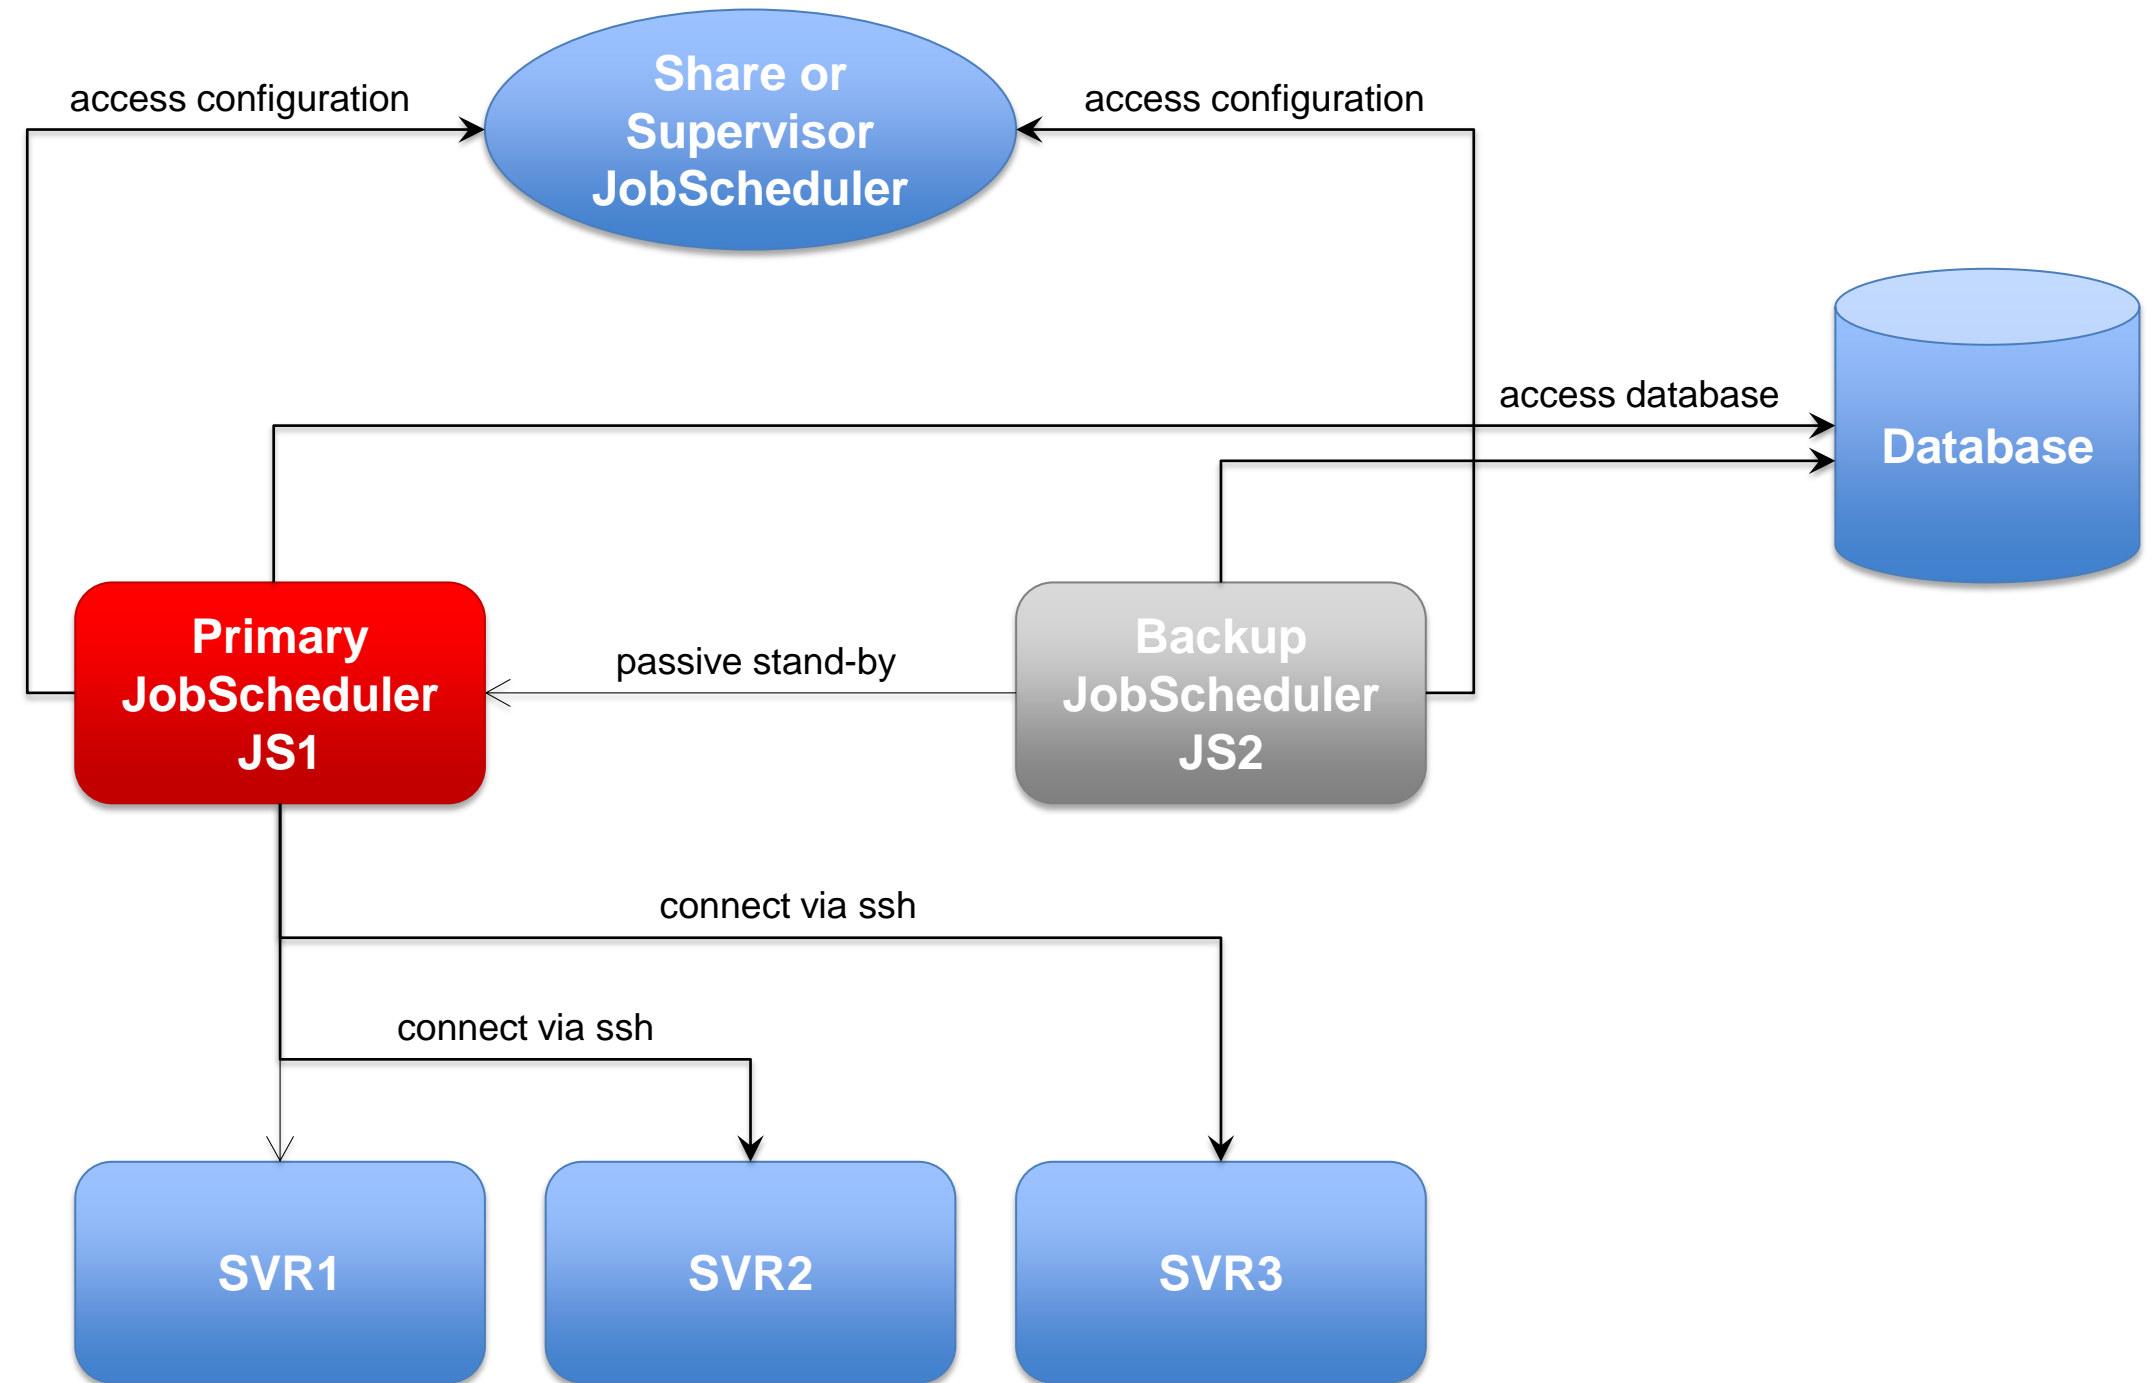 Share or
Supervisor
JobScheduler
access configuration
access configuration
access database
Database
Primary
JobScheduler
JS1
passive stand-by
Backup
JobScheduler
JS2
connect via ssh
connect via ssh
SVR1
SVR2
SVR3